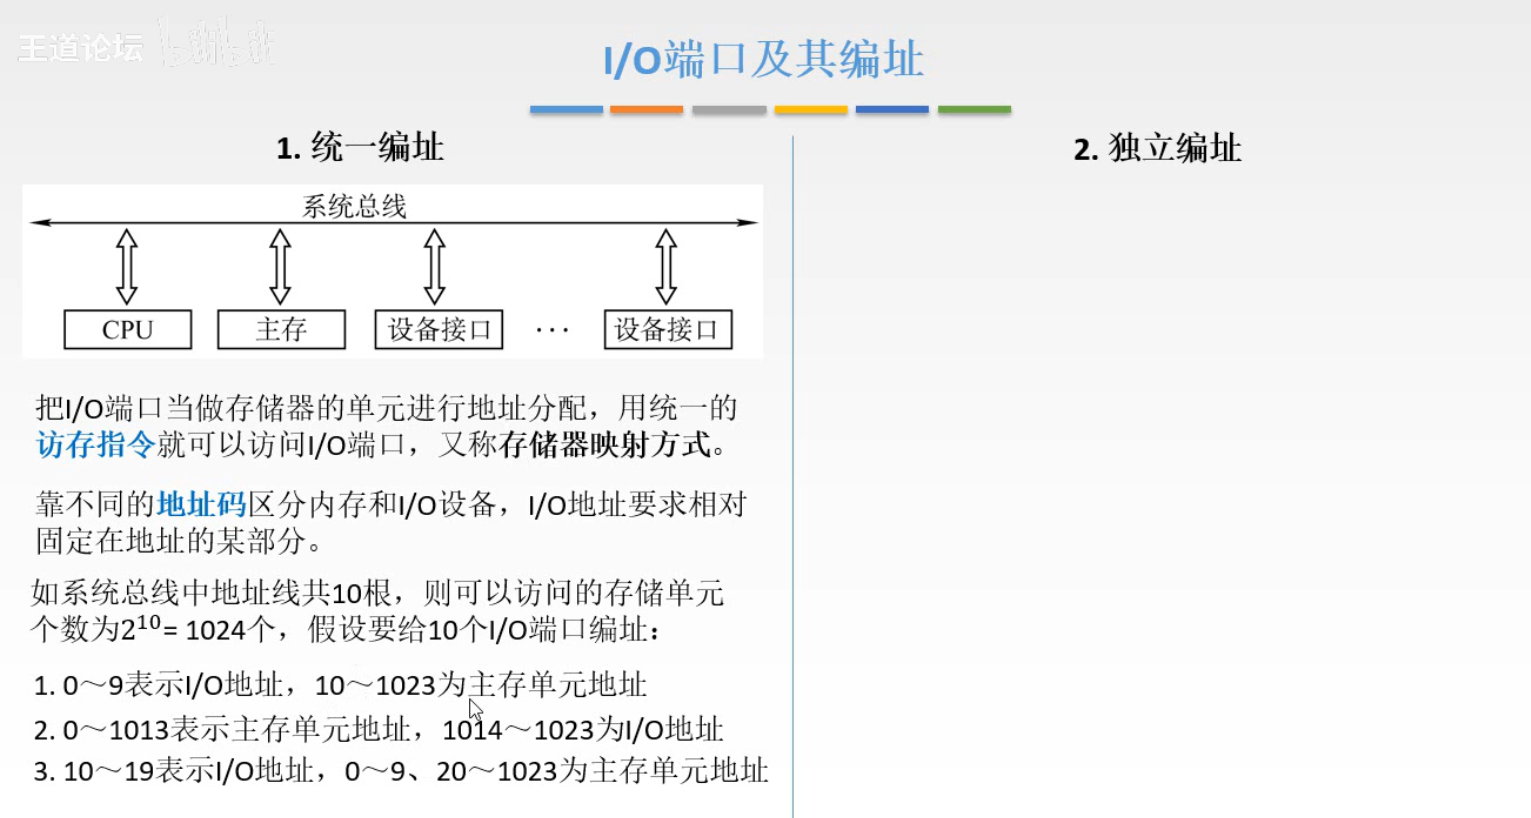 王道论坛 bilibili
I/O端口及其编址
1. 统一编址
系统总线
CPU
主存
设备接口
···
设备接口
把I/O端口当做存储器的单元进行地址分配，用统一的
访存指令就可以访问I/O端口，又称存储器映射方式。
靠不同的地址码区分内存和I/O设备，I/O地址要求相对
固定在地址的某部分。
如系统总线中地址线共10根，则可以访问的存储单元
个数为2¹⁰= 1024个，假设要给10个I/O端口编址：
1. 0～9表示I/O地址，10～1023为主存单元地址
2. 0～1013表示主存单元地址，1014～1023为I/O地址
3. 10～19表示I/O地址，0～9、20～1023为主存单元地址
2. 独立编址